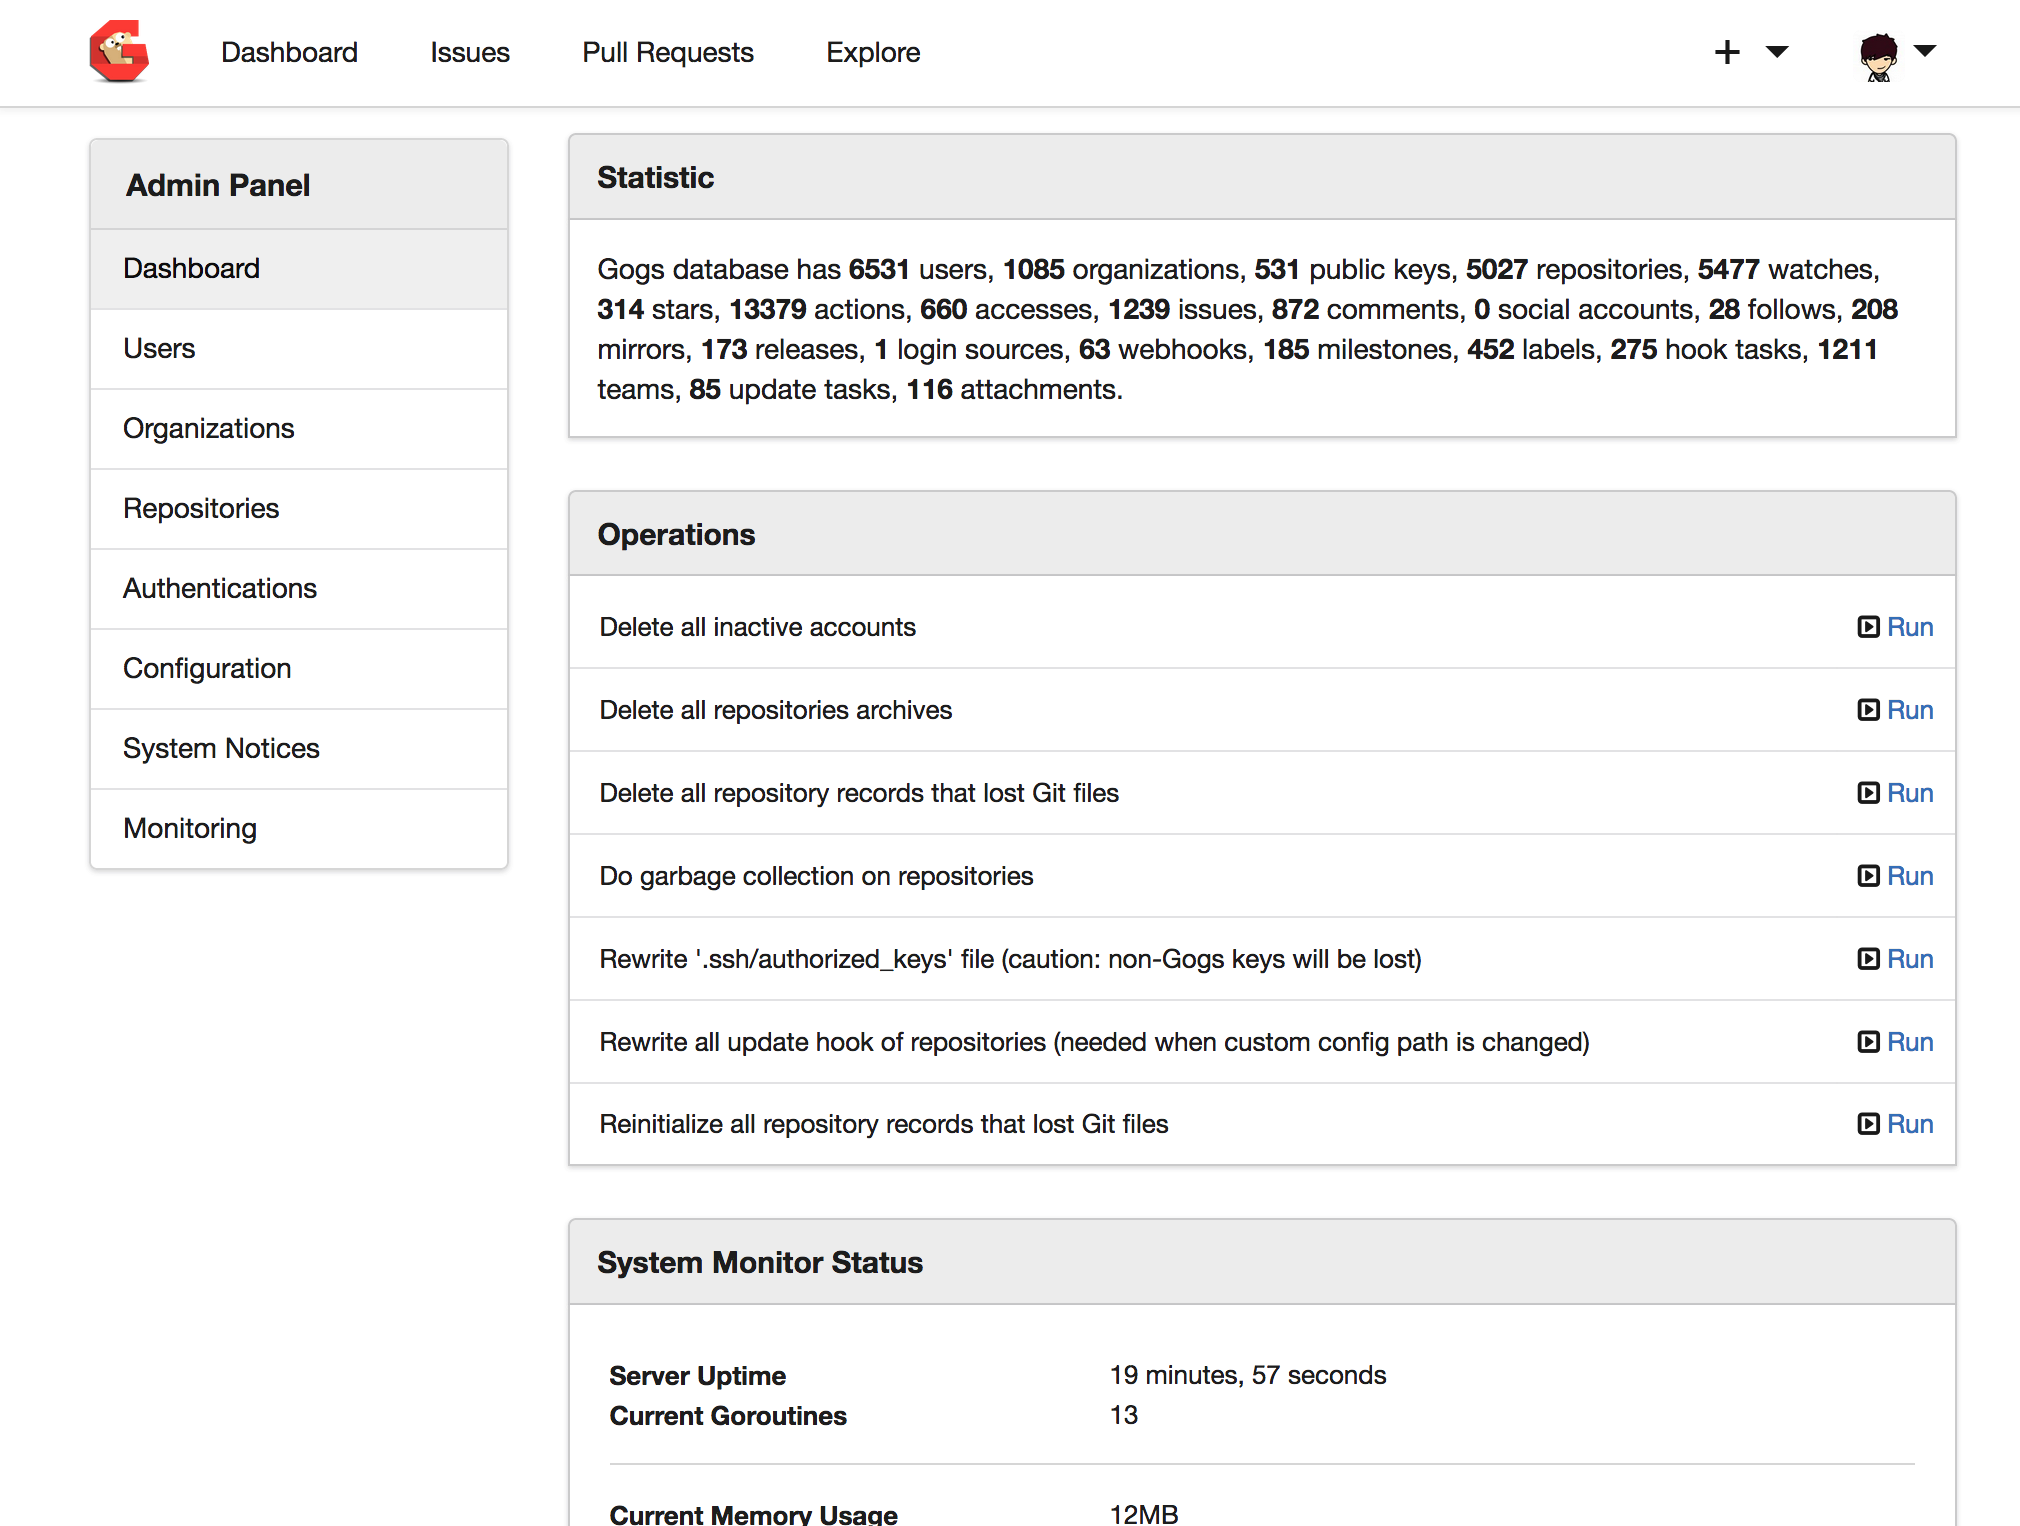 Dashboard Issues Pull Requests Explore
Admin Panel
Dashboard
Users
Organizations
Repositories
Authentications
Configuration
System Notices
Monitoring
Statistic
Gogs database has 6531 users, 1085 organizations, 531 public keys, 5027 repositories, 5477 watches,
314 stars, 13379 actions, 660 accesses, 1239 issues, 872 comments, 0 social accounts, 28 follows, 208
mirrors, 173 releases, 1 login sources, 63 webhooks, 185 milestones, 452 labels, 275 hook tasks, 1211
teams, 85 update tasks, 116 attachments.
Operations
Delete all inactive accounts Run
Delete all repositories archives Run
Delete all repository records that lost Git files Run
Do garbage collection on repositories Run
Rewrite '.ssh/authorized_keys' file (caution: non-Gogs keys will be lost) Run
Rewrite all update hook of repositories (needed when custom config path is changed) Run
Reinitialize all repository records that lost Git files Run
System Monitor Status
Server Uptime 19 minutes, 57 seconds
Current Goroutines 13
Current Memory Usage 12MB